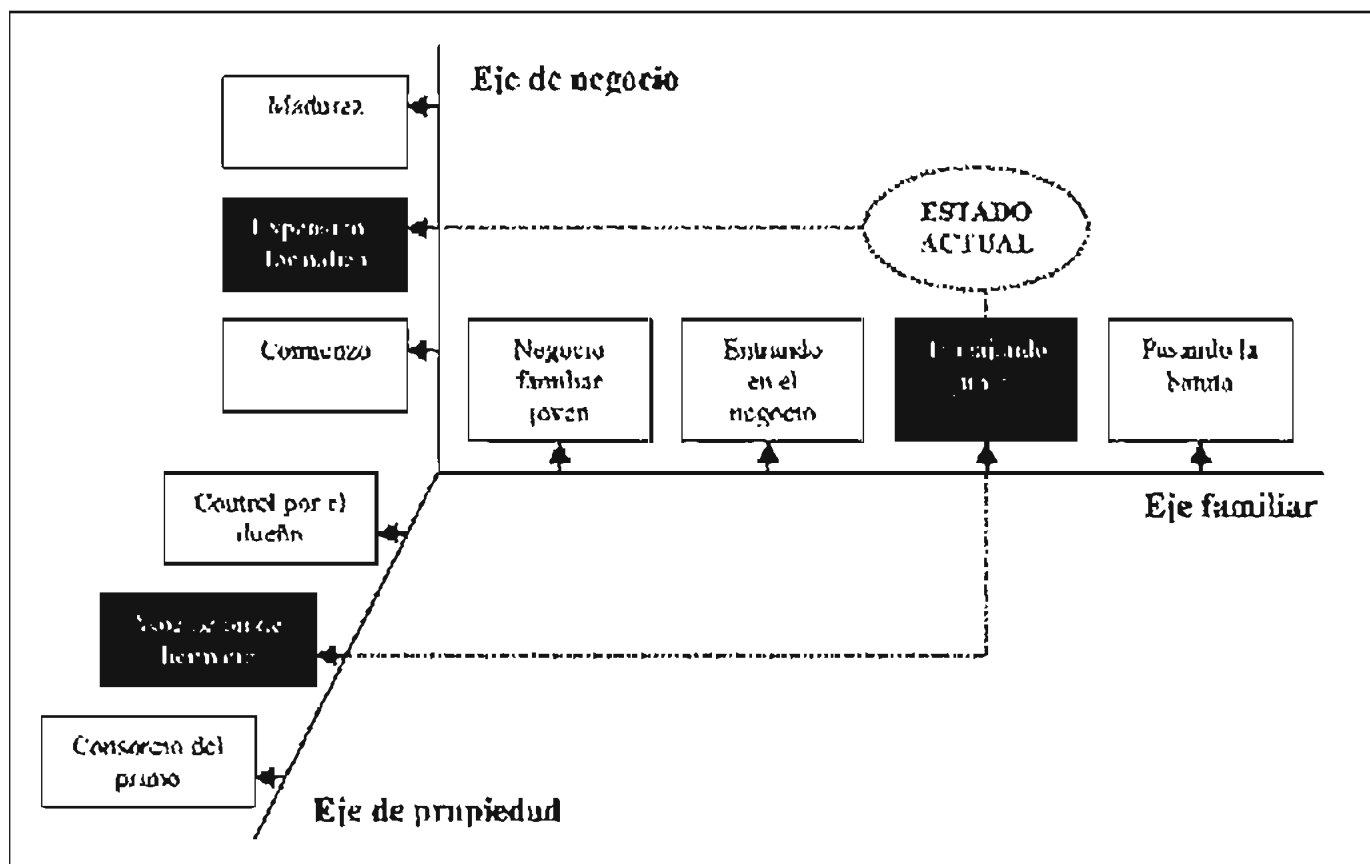 Eje de negocio
Madurez
ESTADO
ACTUAL
Expansión
Comienzo
Negocio
familiar
joven
Entrando
en el
negocio
Pasando la
batuta
Control por el
dueño
Eje familiar
Consorcio del
primo
Eje de propiedad